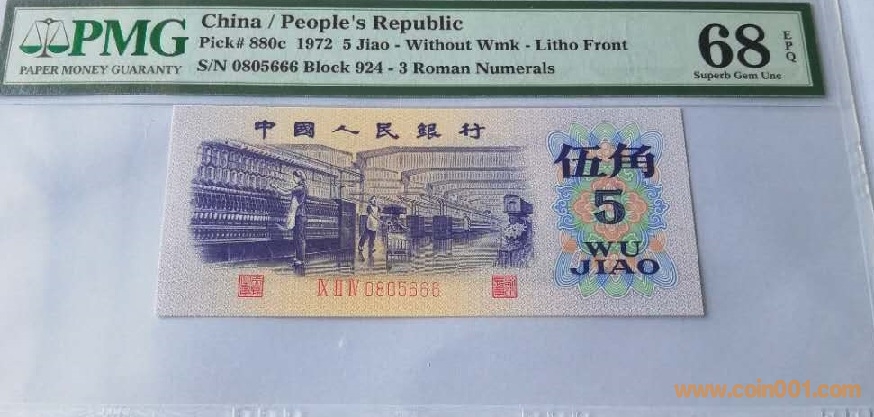 PMG
PAPER MONEY GUARANTY
China / People's Republic
Pick# 880c 1972 5 Jiao - Without Wmk - Litho Front
S/N 0805666 Block 924 - 3 Roman Numerals
68 EPQ
Superb Gem Unc
中國人民銀行
伍角
5
WU
JIAO
IX II IV 0805666
www.coin001.com